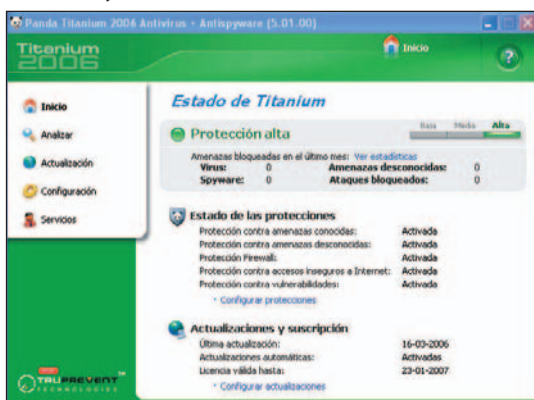 Panda Titanium 2006 Antivirus + Antispyware (5.01.00)
Titanium
2006
Inicio
?
Inicio
Analizar
Actualización
Configuración
Servicios
Estado de Titanium
Protección alta
Baja Media Alta
Amenazas bloqueadas en el último mes: Ver estadísticas
Virus: 0 Amenazas desconocidas: 0
Spyware: 0 Ataques bloqueados: 0
Estado de las protecciones
Protección contra amenazas conocidas: Activada
Protección contra amenazas desconocidas: Activada
Protección Firewall: Activada
Protección contra accesos inseguros a Internet: Activada
Protección contra vulnerabilidades: Activada
· Configurar protecciones
Actualizaciones y suscripción
Última actualización: 16-03-2006
Actualizaciones automáticas: Activadas
Licencia válida hasta: 23-01-2007
· Configurar actualizaciones
TRUPREVENT™
TECHNOLOGIES